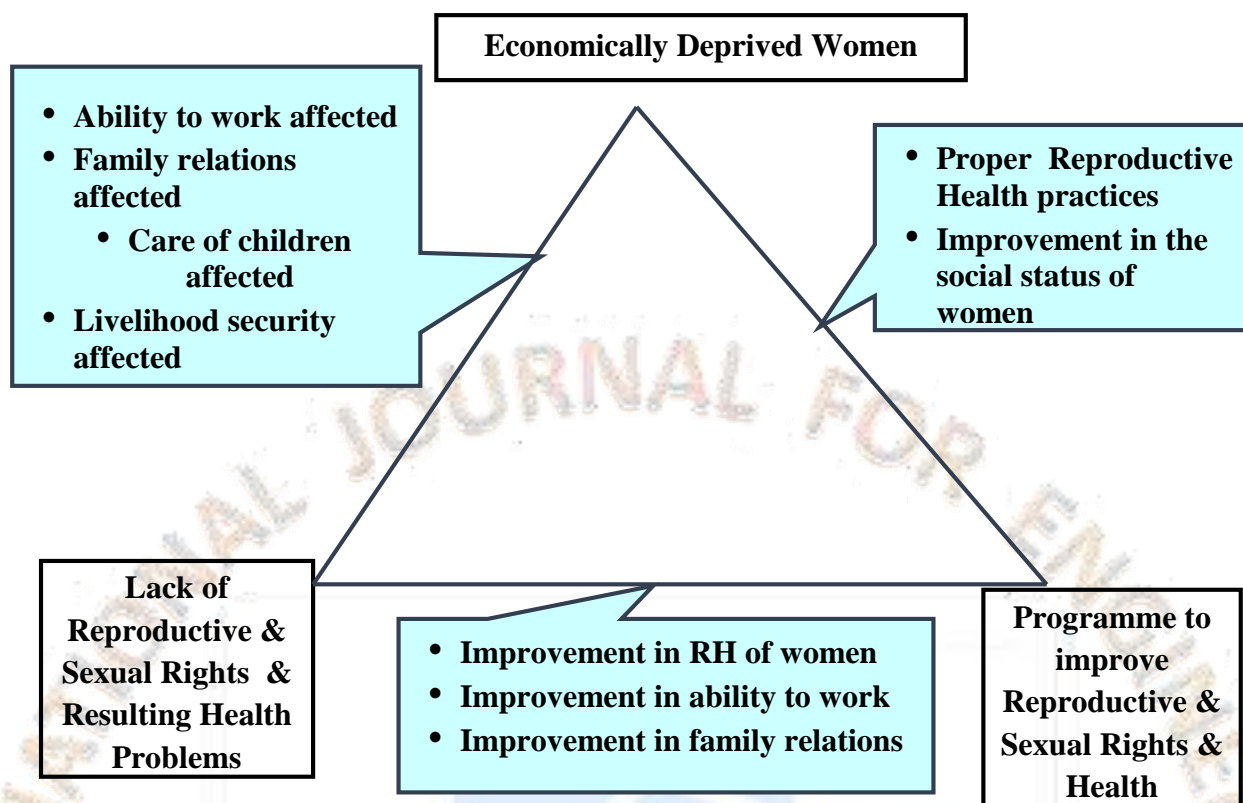 Economically Deprived Women
• Ability to work affected
• Family relations
affected
• Care of children
affected
• Livelihood security
affected
• Proper Reproductive
Health practices
• Improvement in the
social status of
women
JOURNAL FOR
Lack of
Reproductive &
Sexual Rights &
Resulting Health
Problems
• Improvement in RH of women
• Improvement in ability to work
• Improvement in family relations
Programme to
improve
Reproductive &
Sexual Rights &
Health